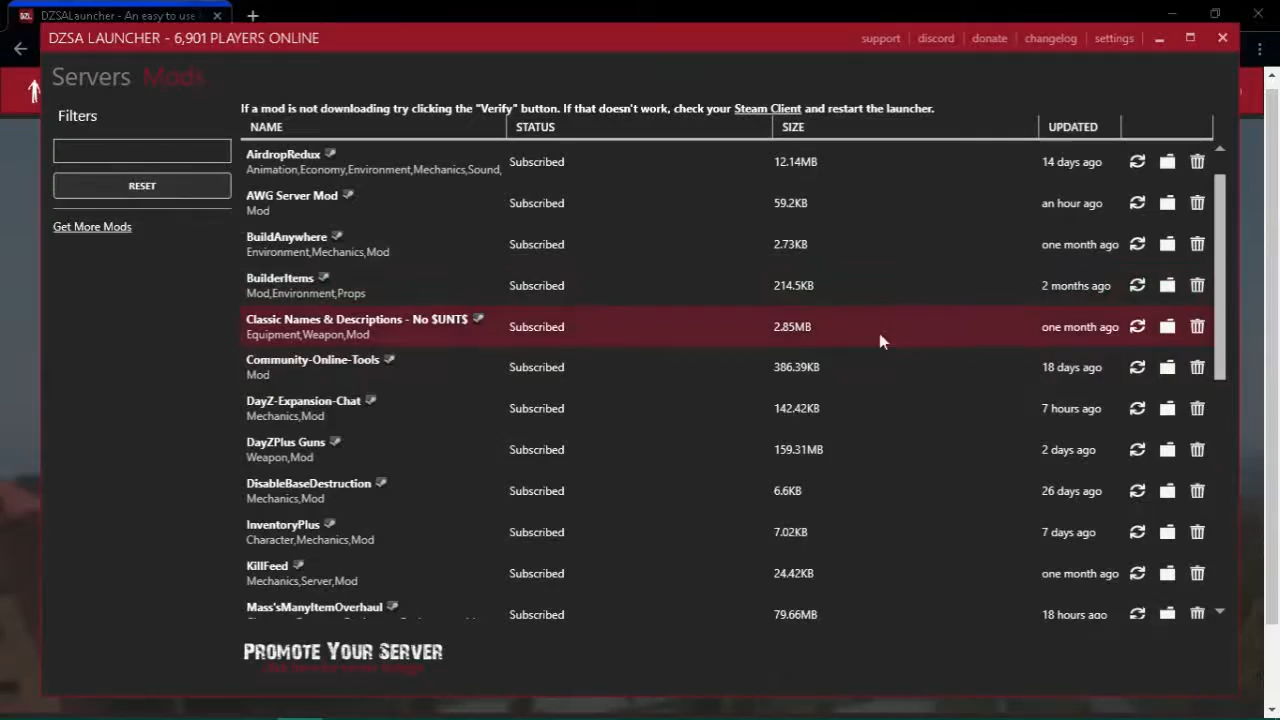 DZSALauncher - An easy to use
DZSA LAUNCHER - 6,901 PLAYERS ONLINE
support | discord | donate | changelog | settings
Servers Mods
Filters
RESET
Get More Mods
If a mod is not downloading try clicking the "Verify" button. If that doesn't work, check your Steam Client and restart the launcher.
NAME STATUS SIZE UPDATED
AirdropRedux
Animation,Economy,Environment,Mechanics,Sound,
Subscribed 12.14MB 14 days ago
AWG Server Mod
Mod
Subscribed 59.2KB an hour ago
BuildAnywhere
Environment,Mechanics,Mod
Subscribed 2.73KB one month ago
BuilderItems
Mod,Environment,Props
Subscribed 214.5KB 2 months ago
Classic Names & Descriptions - No $UNT$
Equipment,Weapon,Mod
Subscribed 2.85MB one month ago
Community-Online-Tools
Mod
Subscribed 386.39KB 18 days ago
DayZ-Expansion-Chat
Mechanics,Mod
Subscribed 142.42KB 7 hours ago
DayZPlus Guns
Weapon,Mod
Subscribed 159.31MB 2 days ago
DisableBaseDestruction
Mechanics,Mod
Subscribed 6.6KB 26 days ago
InventoryPlus
Character,Mechanics,Mod
Subscribed 7.02KB 7 days ago
KillFeed
Mechanics,Server,Mod
Subscribed 24.42KB one month ago
Mass'sManyItemOverhaul
Subscribed 79.66MB 18 hours ago
PROMOTE YOUR SERVER